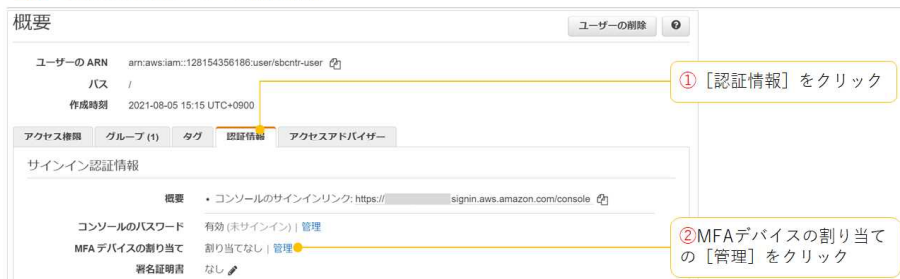 概要
ユーザーの削除
?
ユーザーの ARN arn:aws:iam::128154356186:user/sbcntr-user
パス /
作成時刻 2021-08-05 15:15 UTC+0900
① [認証情報] をクリック
アクセス権限 グループ (1) タグ 認証情報 アクセスアドバイザー
サインイン認証情報
概要 • コンソールのサインインリンク: https:// signin.aws.amazon.com/console
コンソールのパスワード 有効 (未サインイン) | 管理
MFA デバイスの割り当て 割り当てなし | 管理
②MFAデバイスの割り当て
の [管理] をクリック
署名証明書 なし